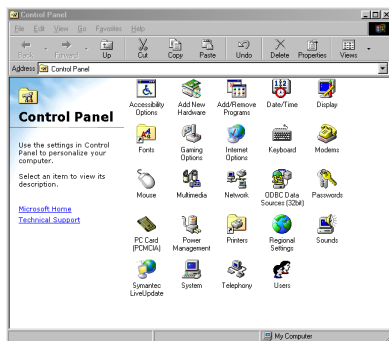 Control Panel
File Edit View Go Favorites Help
Back Forward Up Cut Copy Paste Undo Delete Properties Views
Address Control Panel
Control Panel
Use the settings in Control
Panel to personalize your
computer.
Select an item to view its
description.
Microsoft Home
Technical Support
Accessibility
Options
Add New
Hardware
Add/Remove
Programs
Date/Time
Display
Fonts
Gaming
Options
Internet
Options
Keyboard
Modems
Mouse
Multimedia
Network
ODBC Data
Sources (32bit)
Passwords
PC Card
(PCMCIA)
Power
Management
Printers
Regional
Settings
Sounds
Symantec
LiveUpdate
System
Telephony
Users
My Computer